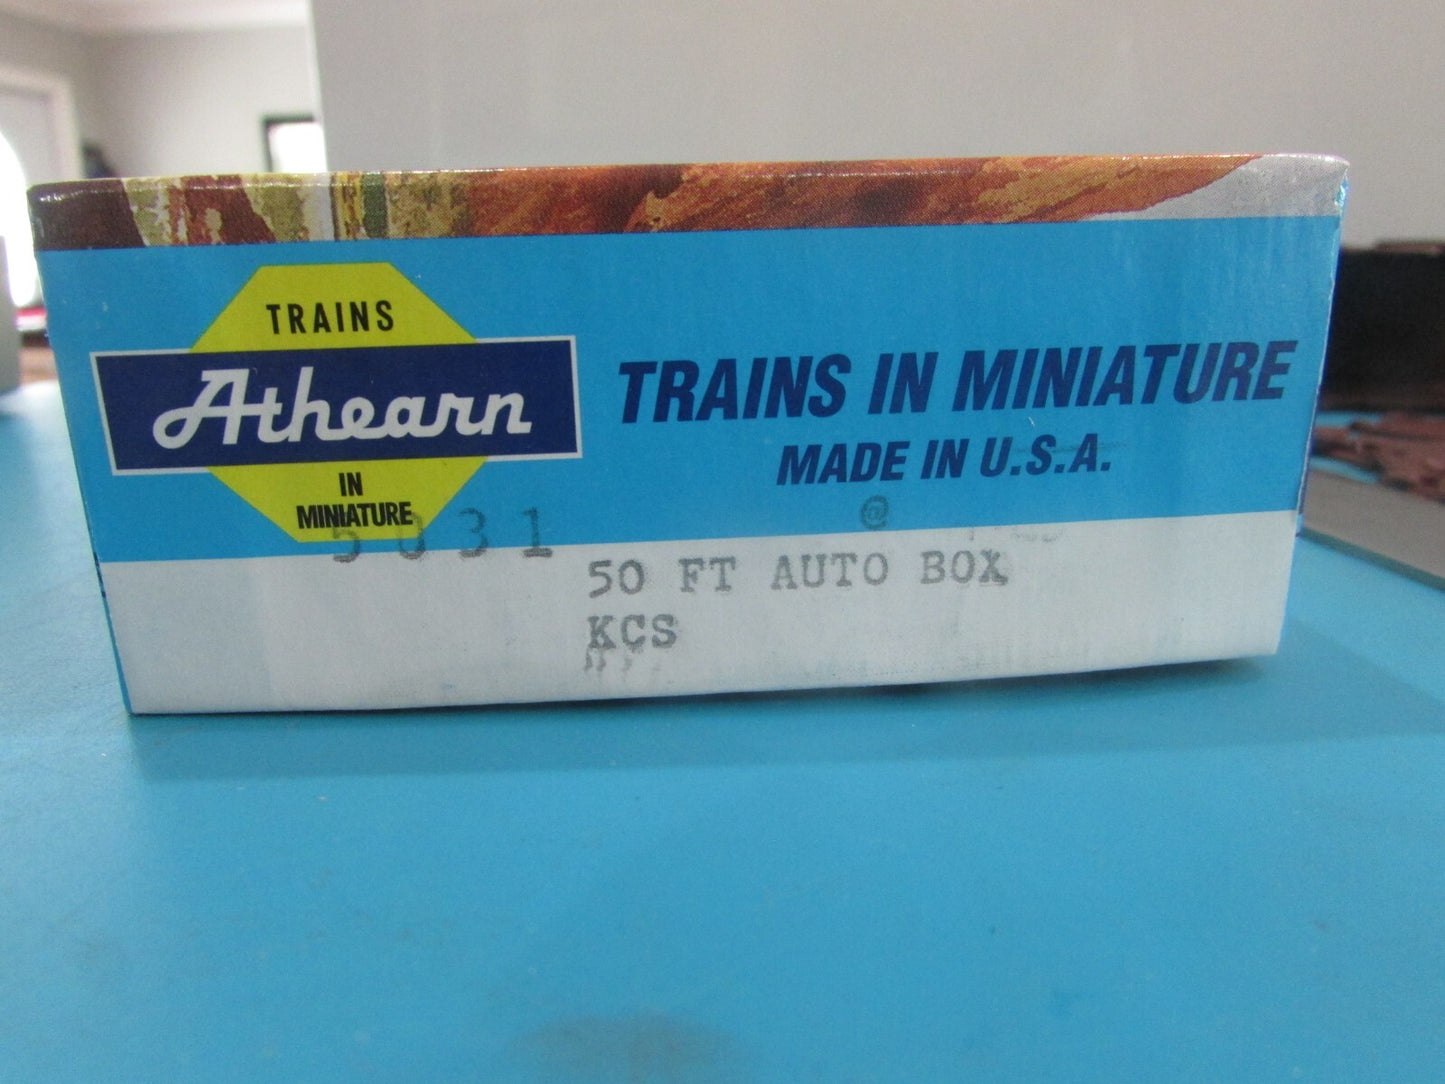 TRAINS
Athearn
IN
MINIATURE
TRAINS IN MINIATURE
MADE IN U.S.A.
5031 @
50 FT AUTO BOX
KCS